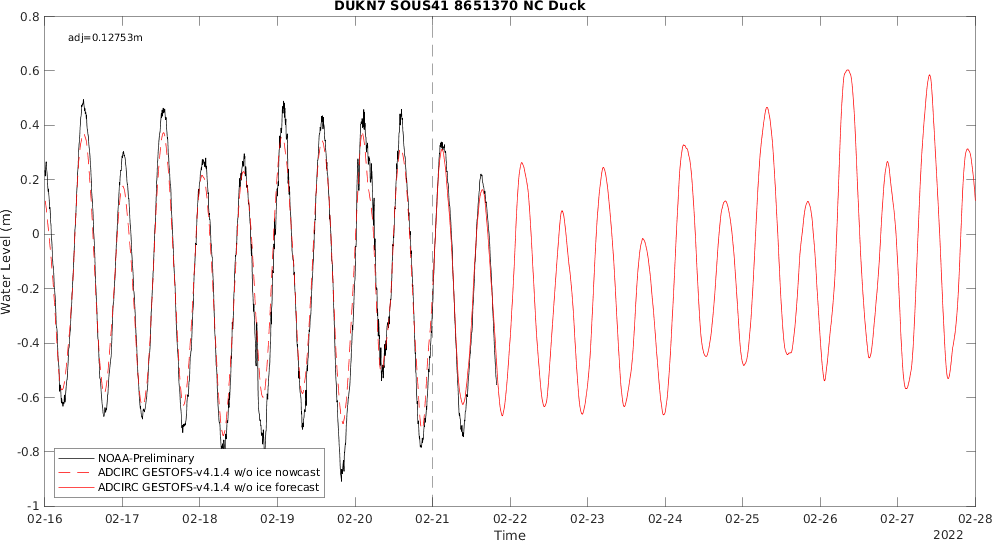 DUKN7 SOUS41 8651370 NC Duck
adj=0.12753m
0.8
0.6
0.4
0.2
0
-0.2
-0.4
-0.6
-0.8
-1
Water Level (m)
NOAA-Preliminary
ADCIRC GESTOFS-v4.1.4 w/o ice nowcast
ADCIRC GESTOFS-v4.1.4 w/o ice forecast
02-16 02-17 02-18 02-19 02-20 02-21 02-22 02-23 02-24 02-25 02-26 02-27 02-28
Time
2022